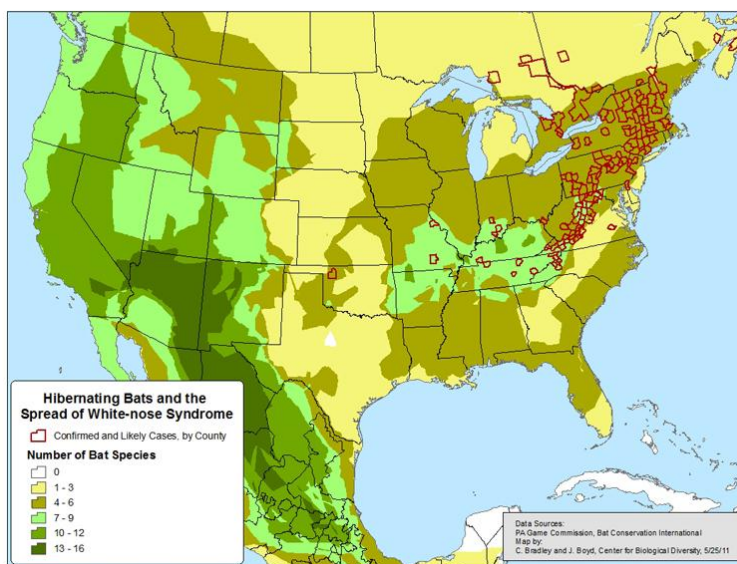 Hibernating Bats and the
Spread of White-nose Syndrome
Confirmed and Likely Cases, by County
Number of Bat Species
0
1 - 3
4 - 6
7 - 9
10 - 12
13 - 16
Data Sources:
PA Game Commission, Bat Conservation International
Map by:
C. Bradley and J. Boyd, Center for Biological Diversity, 5/25/11